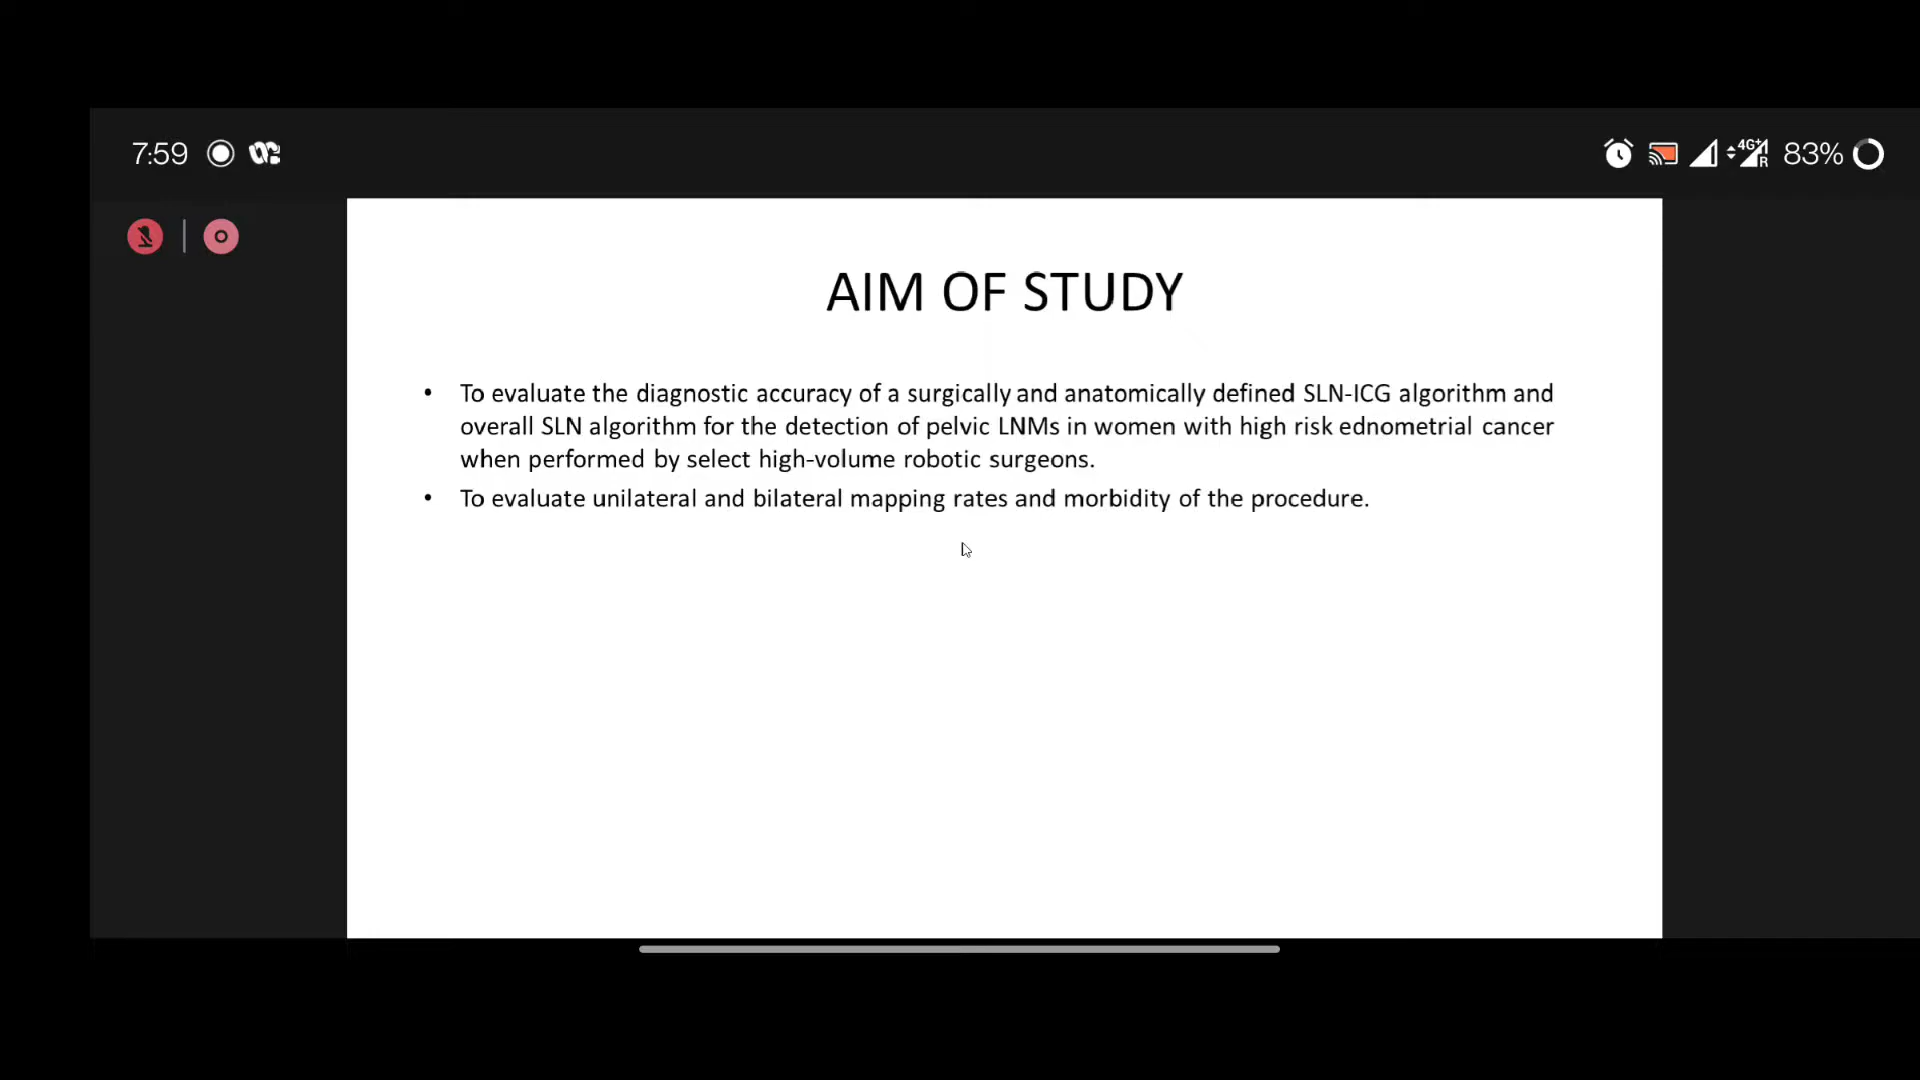 7:59
4G+
R
83%
AIM OF STUDY
• To evaluate the diagnostic accuracy of a surgically and anatomically defined SLN-ICG algorithm and
overall SLN algorithm for the detection of pelvic LNMs in women with high risk ednometrial cancer
when performed by select high-volume robotic surgeons.
• To evaluate unilateral and bilateral mapping rates and morbidity of the procedure.